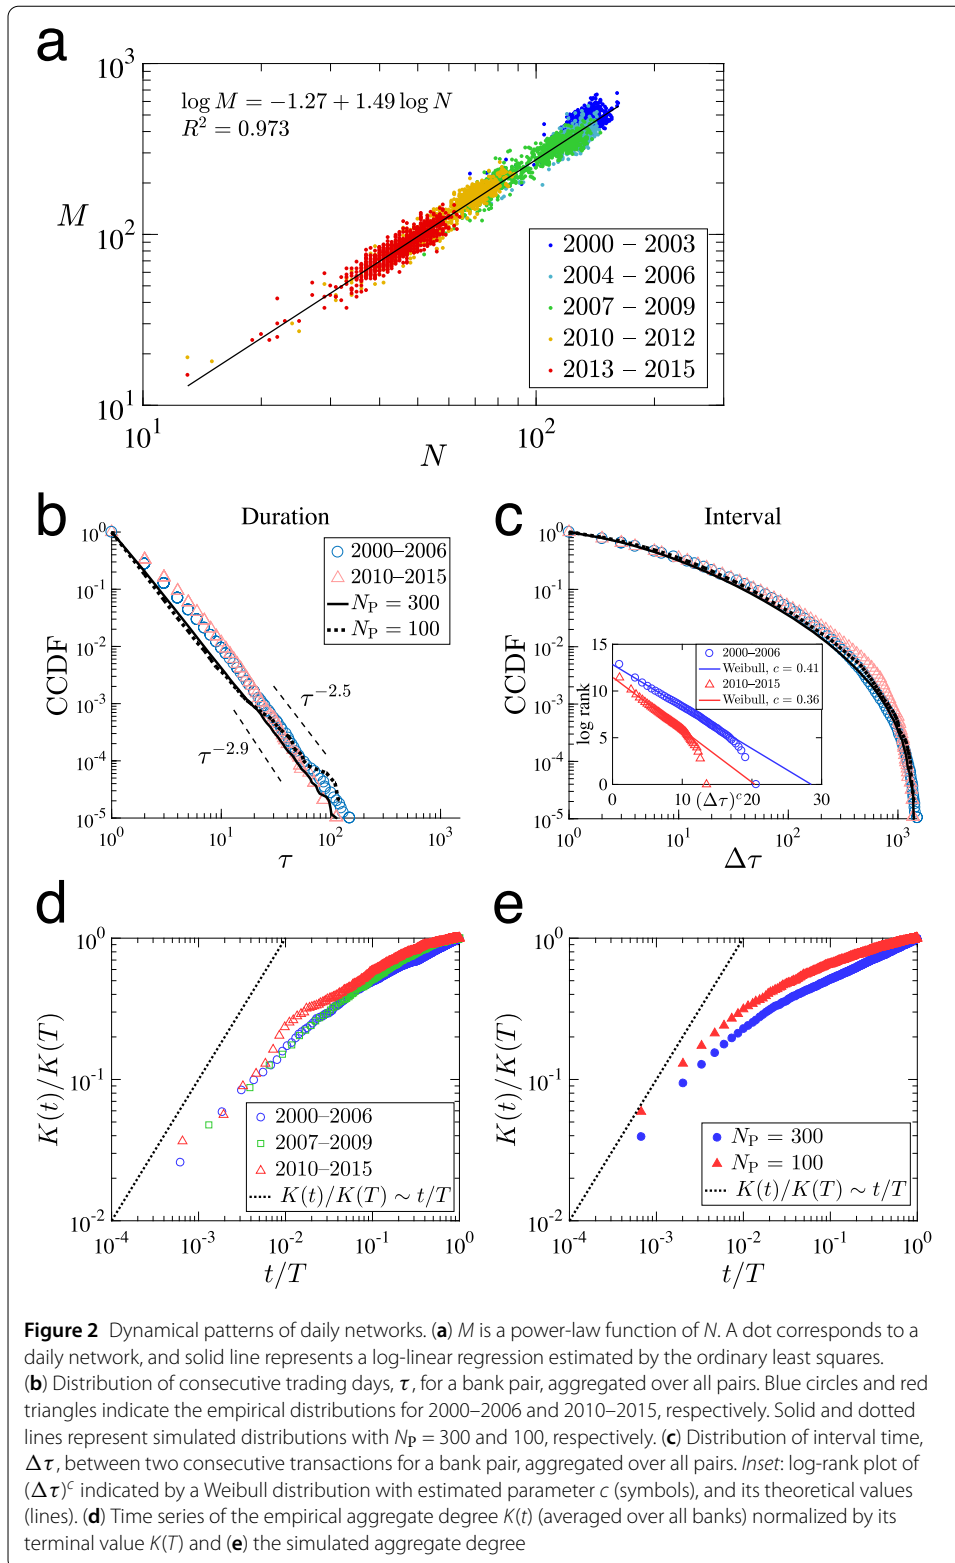 a
10^3
log M = −1.27 + 1.49 log N
R^2 = 0.973
M
10^2
2000 – 2003
2004 – 2006
2007 – 2009
2010 – 2012
2013 – 2015
10^1
10^1
10^2
N
b
Duration
10^0
10^-1
10^-2
10^-3
10^-4
10^-5
CCDF
2000–2006
2010–2015
N_P = 300
N_P = 100
τ^−2.5
τ^−2.9
10^0
10^1
10^2
10^3
τ
c
Interval
10^0
10^-1
10^-2
10^-3
10^-4
10^-5
CCDF
15
10
5
0
log rank
2000–2006
Weibull, c = 0.41
2010–2015
Weibull, c = 0.36
0
10
(Δτ)^c
20
30
10^0
10^1
10^2
10^3
Δτ
d
10^0
10^-1
10^-2
K(t)/K(T)
2000–2006
2007–2009
2010–2015
K(t)/K(T) ∼ t/T
10^-4
10^-3
10^-2
10^-1
10^0
t/T
e
10^0
10^-1
10^-2
K(t)/K(T)
N_P = 300
N_P = 100
K(t)/K(T) ∼ t/T
10^-4
10^-3
10^-2
10^-1
10^0
t/T
Figure 2 Dynamical patterns of daily networks. (a) M is a power-law function of N. A dot corresponds to a
daily network, and solid line represents a log-linear regression estimated by the ordinary least squares.
(b) Distribution of consecutive trading days, τ, for a bank pair, aggregated over all pairs. Blue circles and red
triangles indicate the empirical distributions for 2000–2006 and 2010–2015, respectively. Solid and dotted
lines represent simulated distributions with N_P = 300 and 100, respectively. (c) Distribution of interval time,
Δτ, between two consecutive transactions for a bank pair, aggregated over all pairs. Inset: log-rank plot of
(Δτ)^c indicated by a Weibull distribution with estimated parameter c (symbols), and its theoretical values
(lines). (d) Time series of the empirical aggregate degree K(t) (averaged over all banks) normalized by its
terminal value K(T) and (e) the simulated aggregate degree